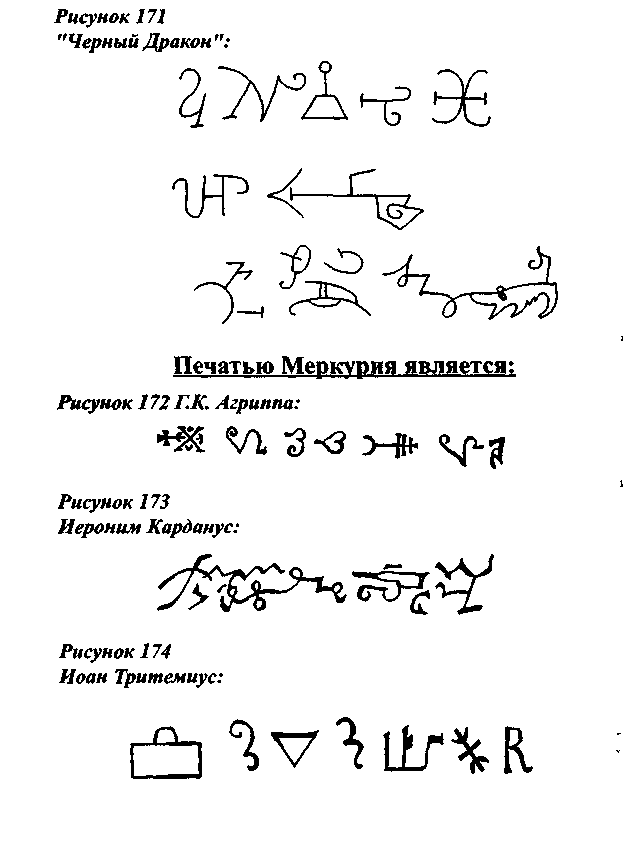 Рисунок 171
"Черный Дракон":
Печатью Меркурия является:
Рисунок 172 Г.К. Агриппа:
Рисунок 173
Иероним Карданус:
Рисунок 174
Иоан Тритемиус: